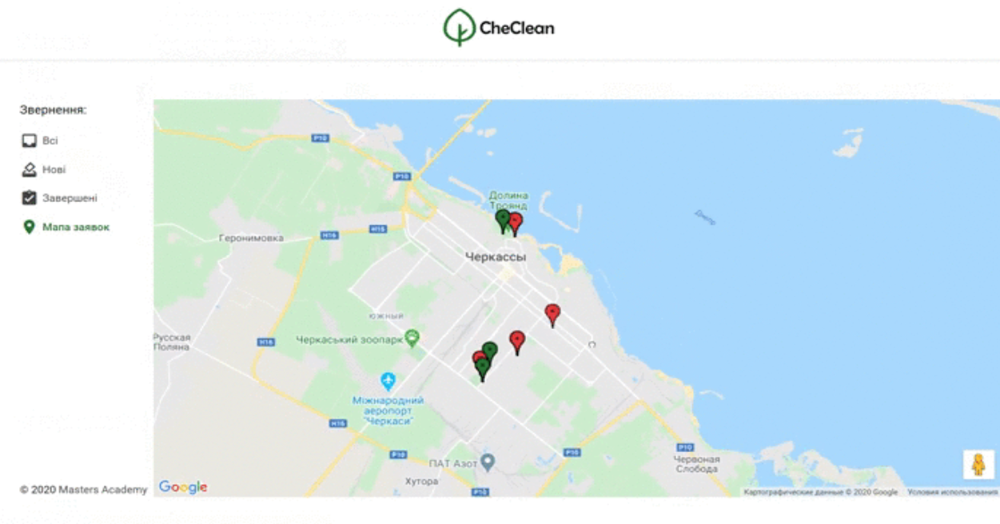 CheClean
Звернення:
Всі
Нові
Завершені
Мапа заявок
© 2020 Masters Academy
P10
P10
Долина
Троянд
Днепр
H16
H16
Геронимовка
Черкассы
южный
Русская
Поляна
H16
Черкаський зоопарк
Міжнародний
аеропорт
"Черкаси"
H16
P10
ПАТ Азот
P10
P10
Червоная
Слобода
Хутора
P10
Google
Картографические данные © 2020 Google
Условия использования